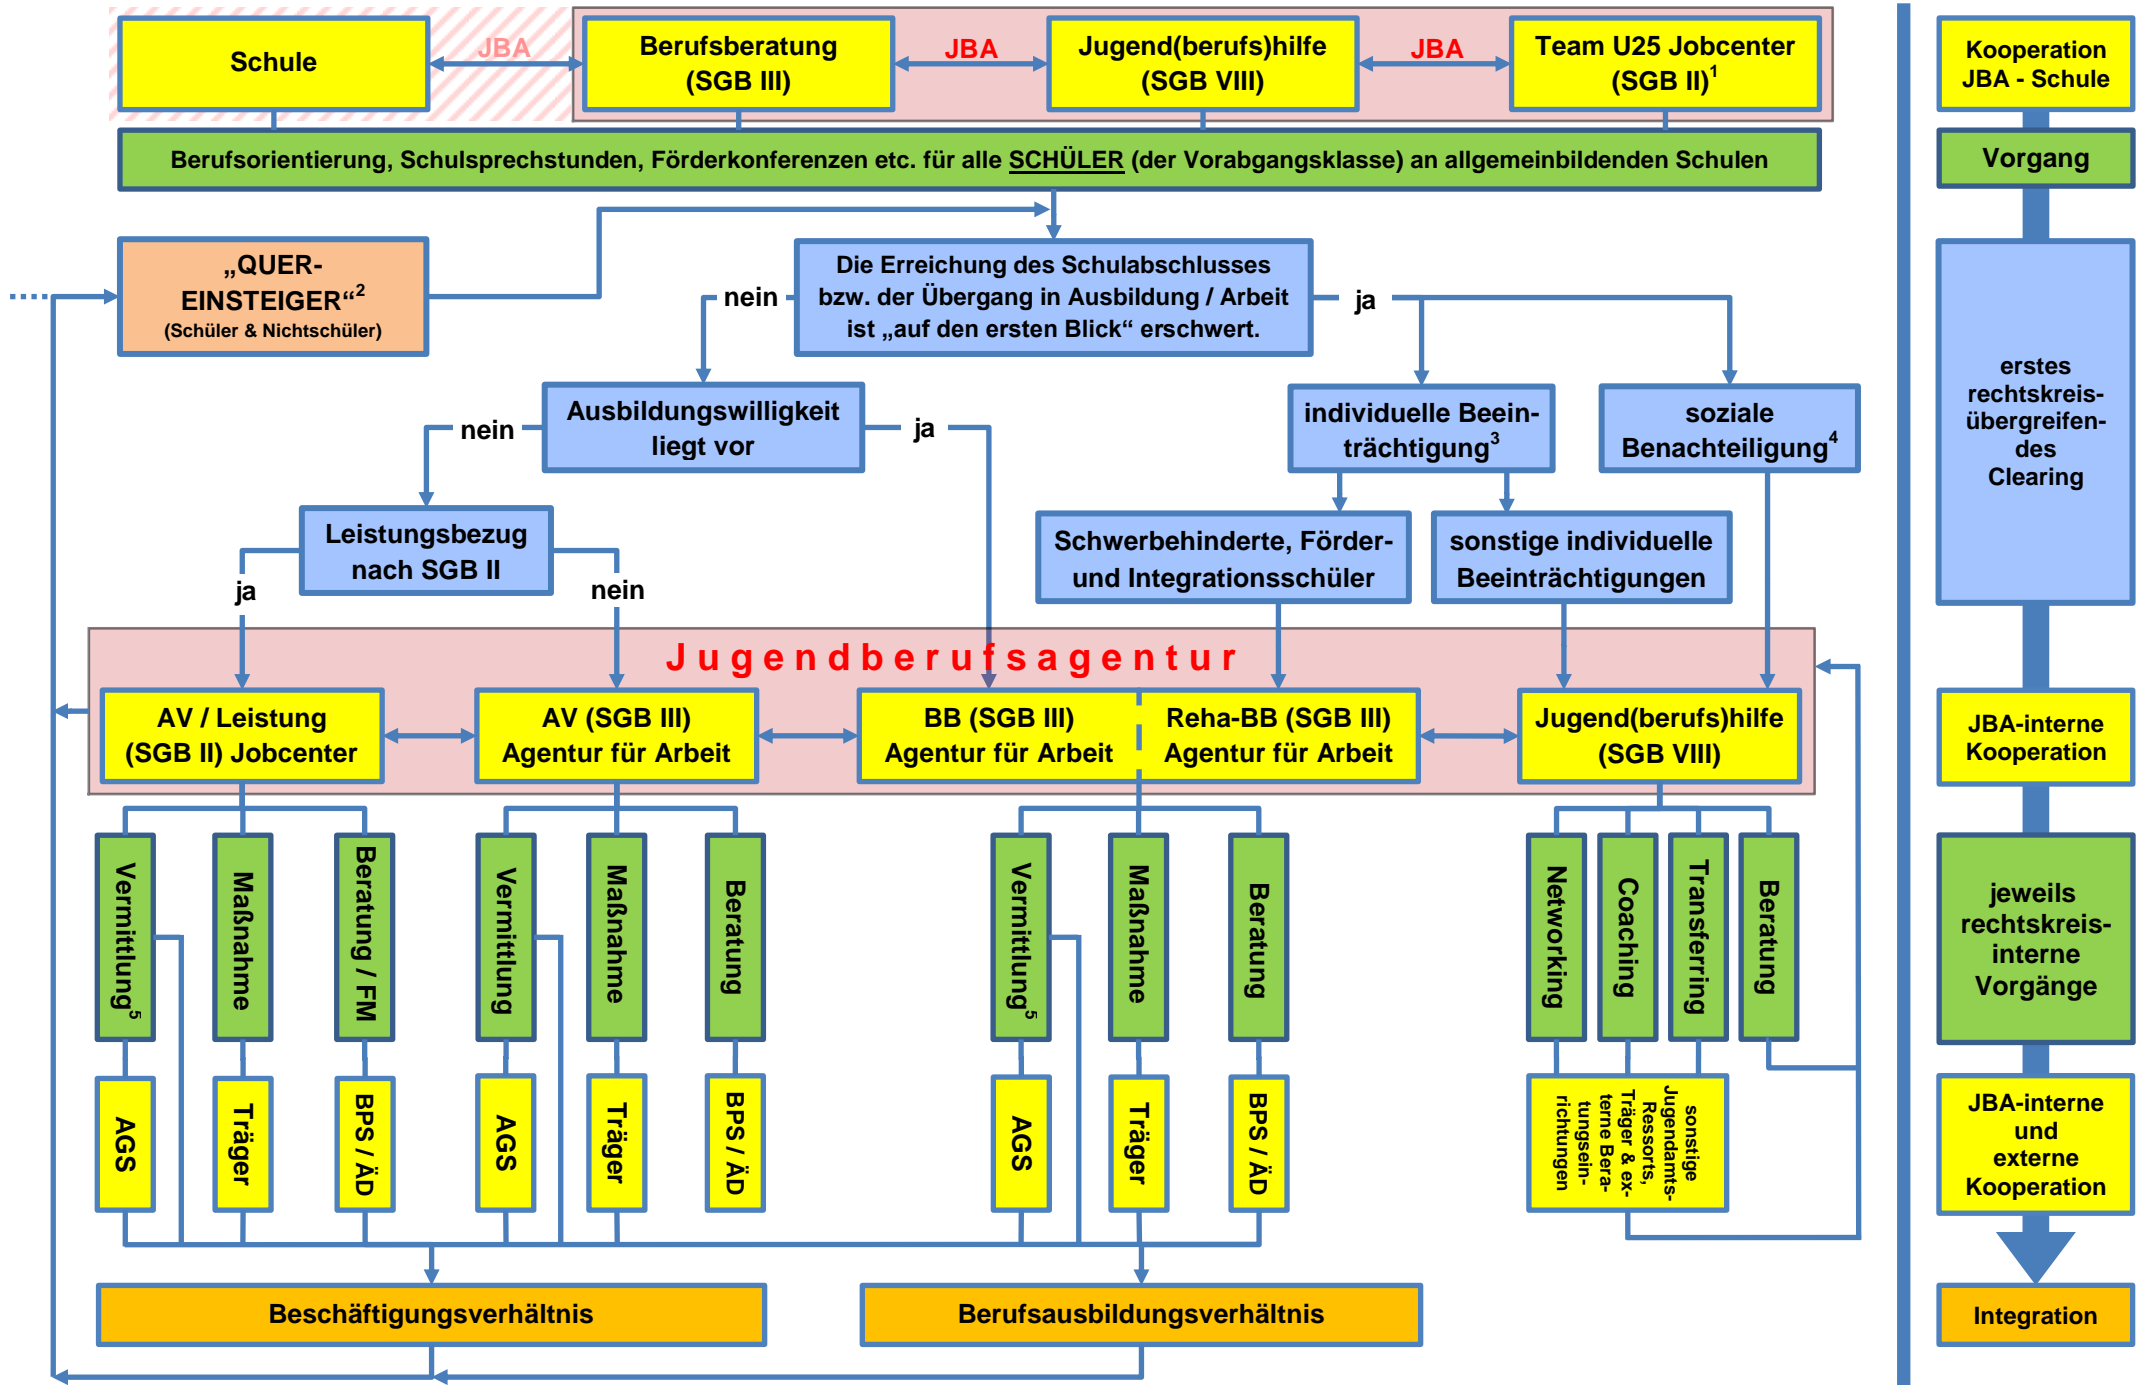 Schule
JBA
Berufsberatung
(SGB III)
JBA
Jugend(berufs)hilfe
(SGB VIII)
JBA
Team U25 Jobcenter
(SGB II)1
Kooperation
JBA - Schule
Berufsorientierung, Schulsprechstunden, Förderkonferenzen etc. für alle SCHÜLER (der Vorabgangsklasse) an allgemeinbildenden Schulen
Vorgang
„QUER-
EINSTEIGER“2
(Schüler & Nichtschüler)
Die Erreichung des Schulabschlusses
bzw. der Übergang in Ausbildung / Arbeit
ist „auf den ersten Blick“ erschwert.
nein
ja
Ausbildungswilligkeit
liegt vor
nein
ja
individuelle Beein-
trächtigung3
soziale
Benachteiligung4
erstes
rechtskreis-
übergreifen-
des
Clearing
Leistungsbezug
nach SGB II
ja
nein
Schwerbehinderte, Förder-
und Integrationsschüler
sonstige individuelle
Beeinträchtigungen
Jugendberufsagentur
AV / Leistung
(SGB II) Jobcenter
AV (SGB III)
Agentur für Arbeit
BB (SGB III)
Agentur für Arbeit
Reha-BB (SGB III)
Agentur für Arbeit
Jugend(berufs)hilfe
(SGB VIII)
JBA-interne
Kooperation
Vermittlung5
Maßnahme
Beratung / FM
Vermittlung
Maßnahme
Beratung
Vermittlung5
Maßnahme
Beratung
Networking
Coaching
Transferring
Beratung
jeweils
rechtskreis-
interne
Vorgänge
AGS
Träger
BPS / ÄD
AGS
Träger
BPS / ÄD
AGS
Träger
BPS / ÄD
sonstige
Jugendamts-
Ressorts,
Träger & ex-
terne Bera-
tungsein-
richtungen
JBA-interne
und
externe
Kooperation
Beschäftigungsverhältnis
Berufsausbildungsverhältnis
Integration